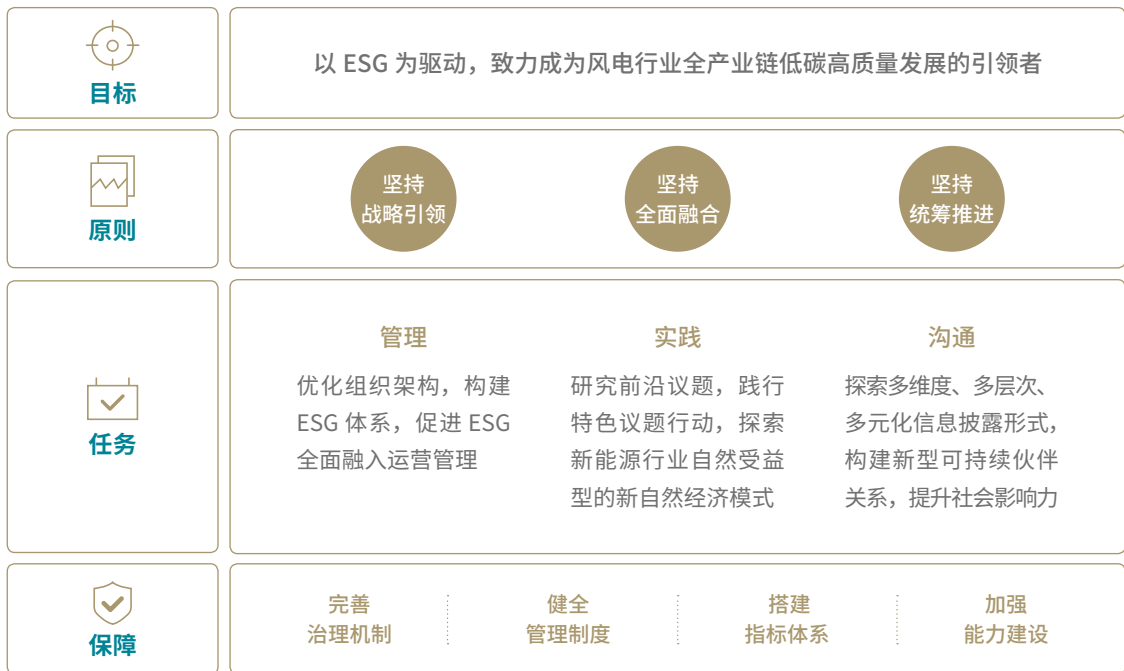 目标
以 ESG 为驱动，致力成为风电行业全产业链低碳高质量发展的引领者
原则
坚持
战略引领
坚持
全面融合
坚持
统筹推进
任务
管理
优化组织架构，构建
ESG 体系，促进 ESG
全面融入运营管理
实践
研究前沿议题，践行
特色议题行动，探索
新能源行业自然受益
型的新自然经济模式
沟通
探索多维度、多层次、
多元化信息披露形式，
构建新型可持续伙伴
关系，提升社会影响力
保障
完善
治理机制
健全
管理制度
搭建
指标体系
加强
能力建设